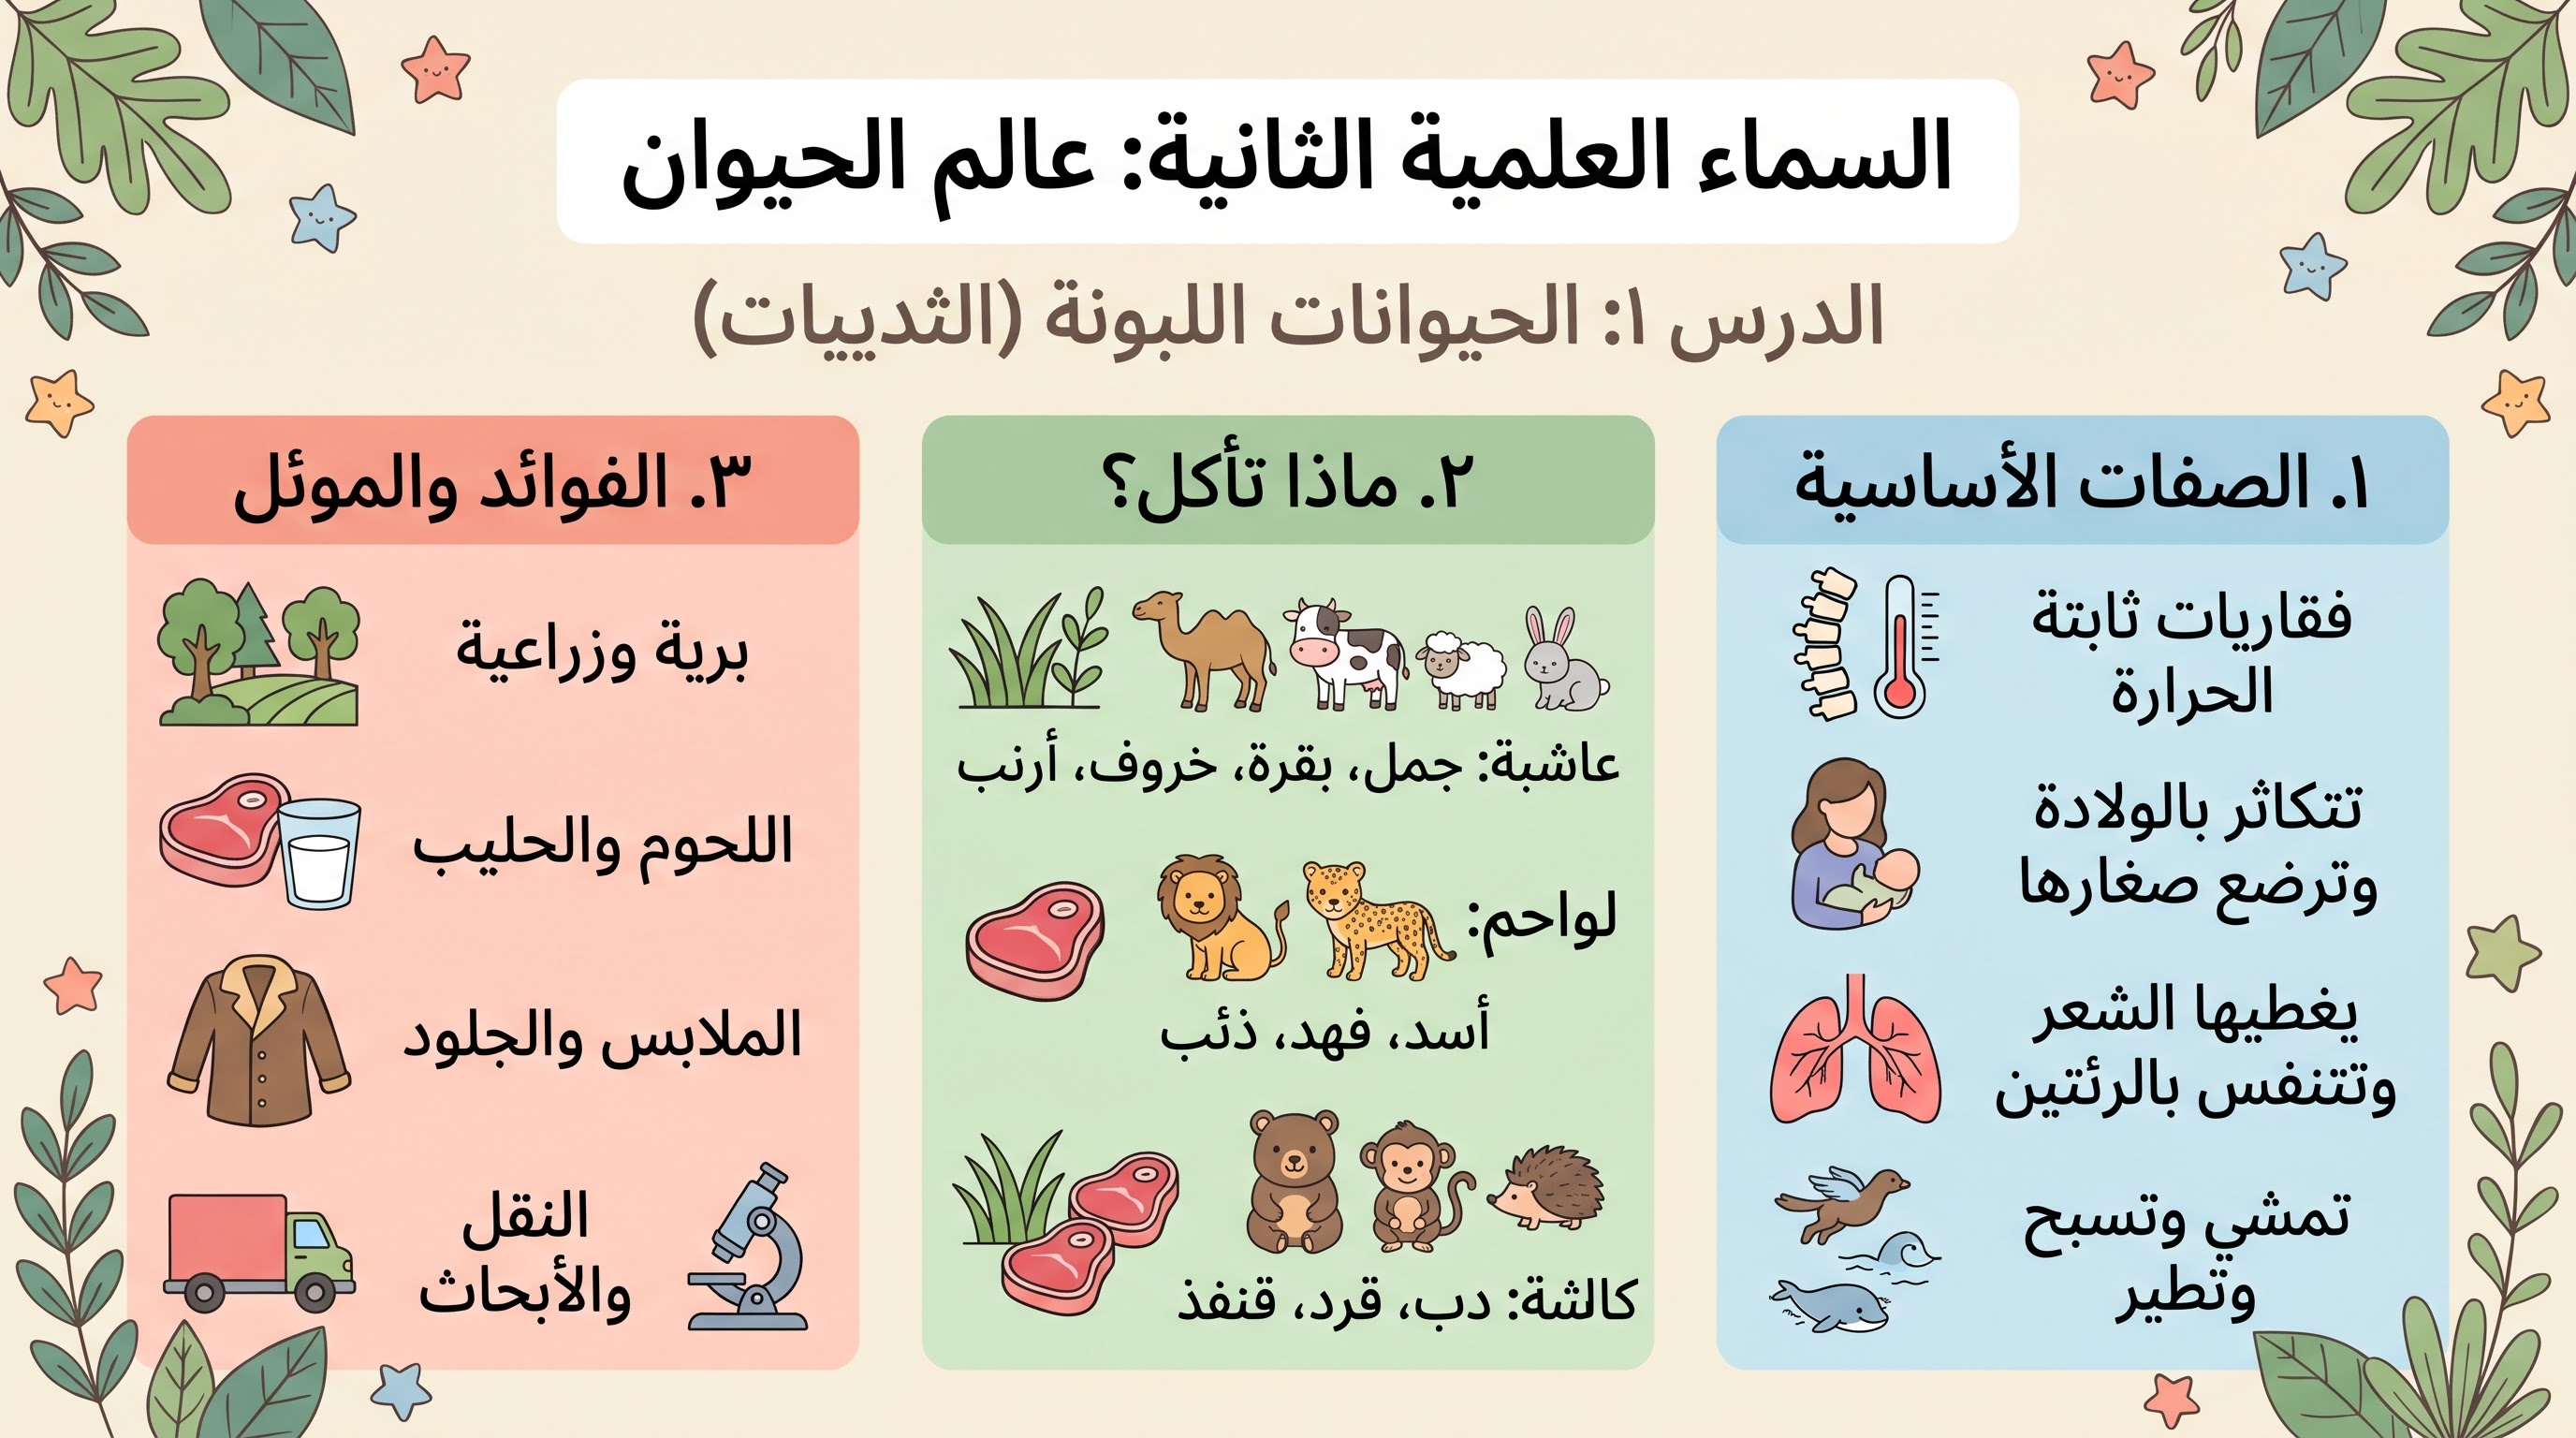 السماء العلمية الثانية: عالم الحيوان
الدرس ١: الحيوانات اللبونة (الثدييات)
١. الصفات الأساسية
فقاريات ثابتة
الحرارة
تتكاثر بالولادة
وترضع صغارها
يغطيها الشعر
وتتنفس بالرئتين
تمشي وتسبح
وتطير
٢. ماذا تأكل؟
عاشبة: جمل، بقرة، خروف، أرنب
لواحم:
أسد، فهد، ذئب
كالشة: دب، قرد، قنفذ
٣. الفوائد والموئل
برية وزراعية
اللحوم والحليب
الملابس والجلود
النقل
والأبحاث